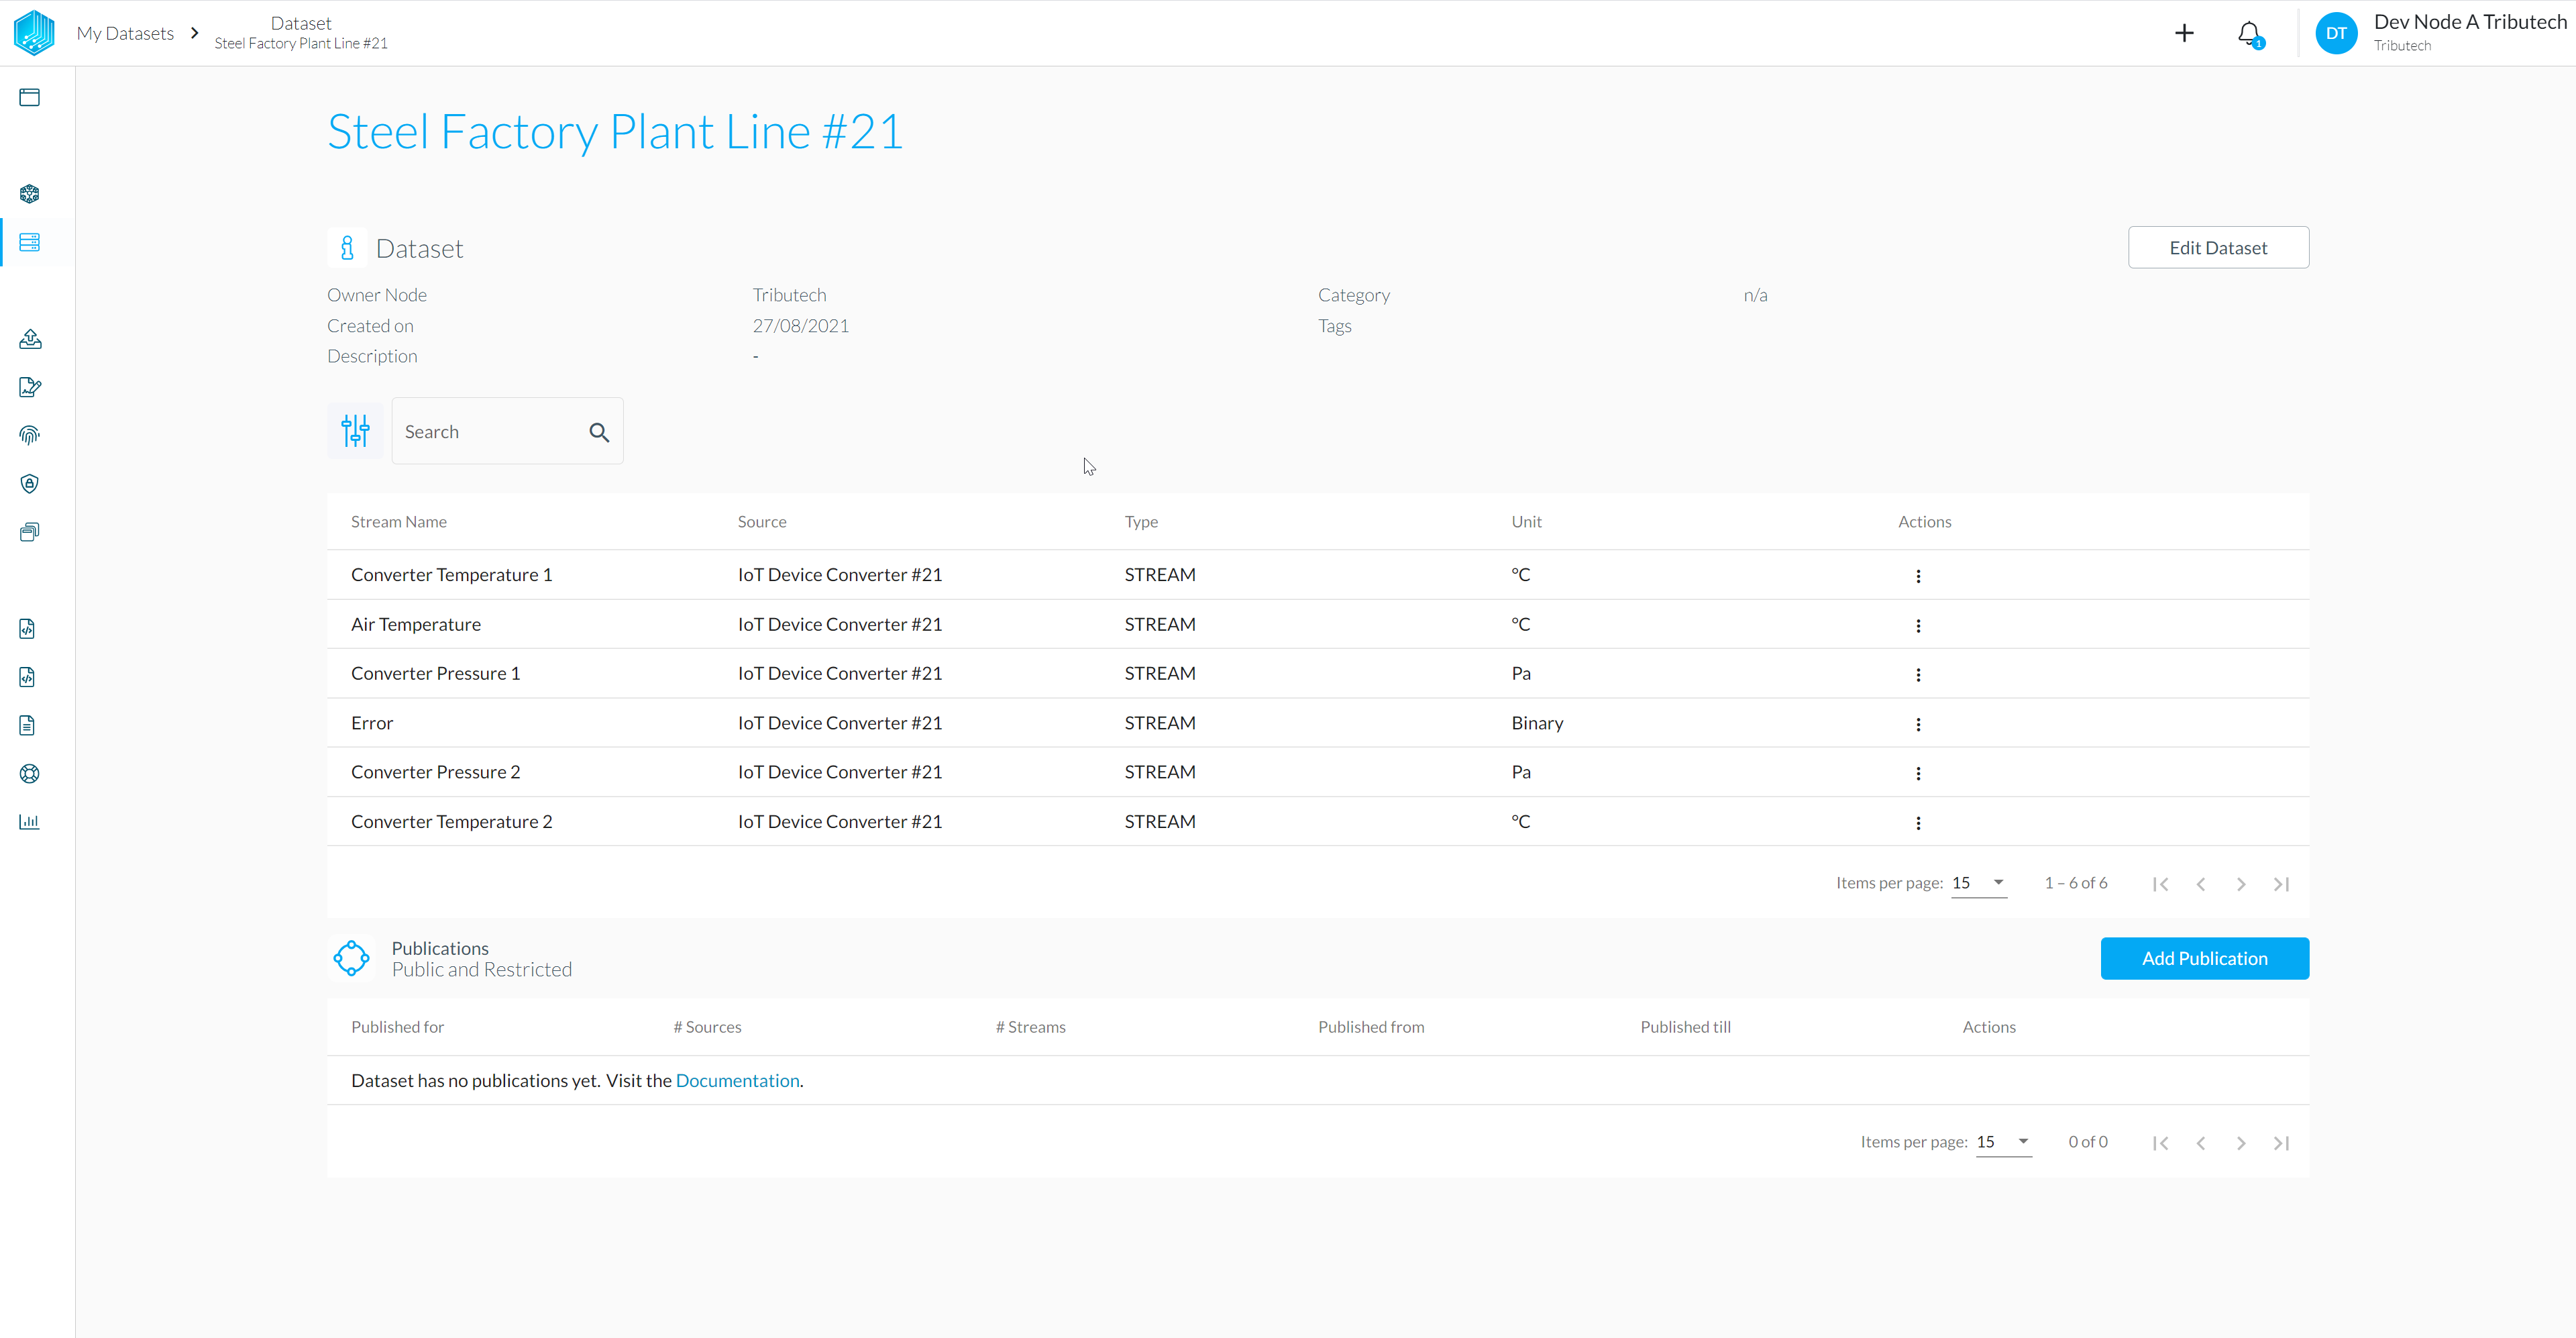 My Datasets
Dataset
Steel Factory Plant Line #21
1
DT
Dev Node A Tributech
Tributech
Steel Factory Plant Line #21
Dataset
Edit Dataset
Owner Node Tributech Category n/a
Created on 27/08/2021 Tags
Description -
Search
Stream Name Source Type Unit Actions
Converter Temperature 1 IoT Device Converter #21 STREAM °C
Air Temperature IoT Device Converter #21 STREAM °C
Converter Pressure 1 IoT Device Converter #21 STREAM Pa
Error IoT Device Converter #21 STREAM Binary
Converter Pressure 2 IoT Device Converter #21 STREAM Pa
Converter Temperature 2 IoT Device Converter #21 STREAM °C
Items per page: 15 1 – 6 of 6
Publications
Public and Restricted
Add Publication
Published for # Sources # Streams Published from Published till Actions
Dataset has no publications yet. Visit the Documentation.
Items per page: 15 0 of 0